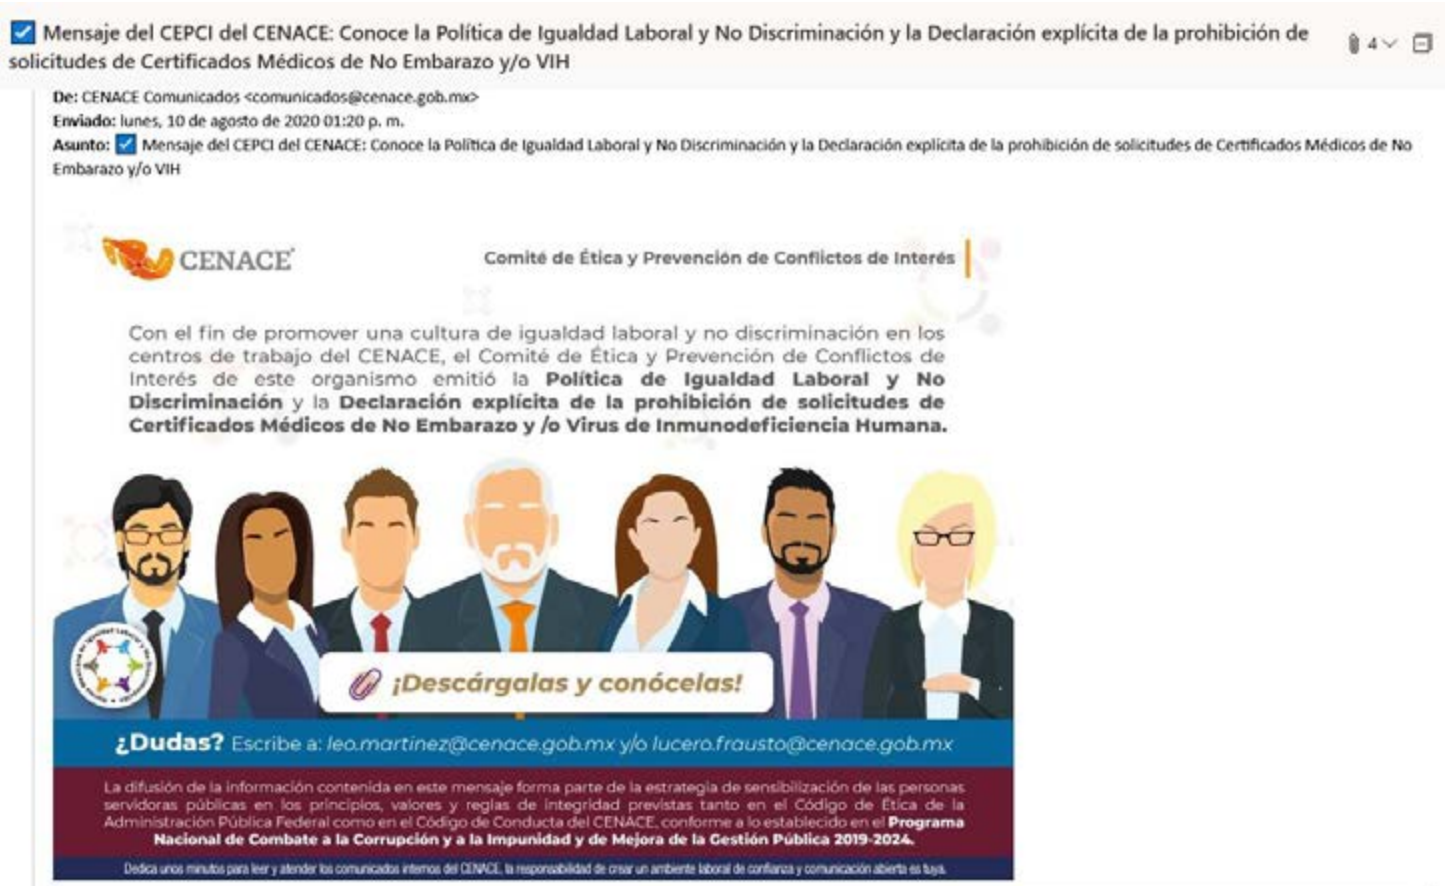 Mensaje del CEPCI del CENACE: Conoce la Política de Igualdad Laboral y No Discriminación y la Declaración explícita de la prohibición de
solicitudes de Certificados Médicos de No Embarazo y/o VIH
4
De: CENACE Comunicados <comunicados@cenace.gob.mx>
Enviado: lunes, 10 de agosto de 2020 01:20 p. m.
Asunto: Mensaje del CEPCI del CENACE: Conoce la Política de Igualdad Laboral y No Discriminación y la Declaración explícita de la prohibición de solicitudes de Certificados Médicos de No
Embarazo y/o VIH
CENACE
Comité de Ética y Prevención de Conflictos de Interés
Con el fin de promover una cultura de igualdad laboral y no discriminación en los
centros de trabajo del CENACE, el Comité de Ética y Prevención de Conflictos de
Interés de este organismo emitió la Política de Igualdad Laboral y No
Discriminación y la Declaración explícita de la prohibición de solicitudes de
Certificados Médicos de No Embarazo y /o Virus de Inmunodeficiencia Humana.
Igualdad Laboral y No
¡Descárgalas y conócelas!
¿Dudas? Escribe a: leo.martinez@cenace.gob.mx y/o lucero.frausto@cenace.gob.mx
La difusión de la información contenida en este mensaje forma parte de la estrategia de sensibilización de las personas
servidoras públicas en los principios, valores y reglas de integridad previstas tanto en el Código de Ética de la
Administración Pública Federal como en el Código de Conducta del CENACE, conforme a lo establecido en el Programa
Nacional de Combate a la Corrupción y a la Impunidad y de Mejora de la Gestión Pública 2019-2024.
Dedica unos minutos para leer y atender los comunicados internos del CENACE, la responsabilidad de crear un ambiente laboral de confianza y comunicación abierta es tuya.